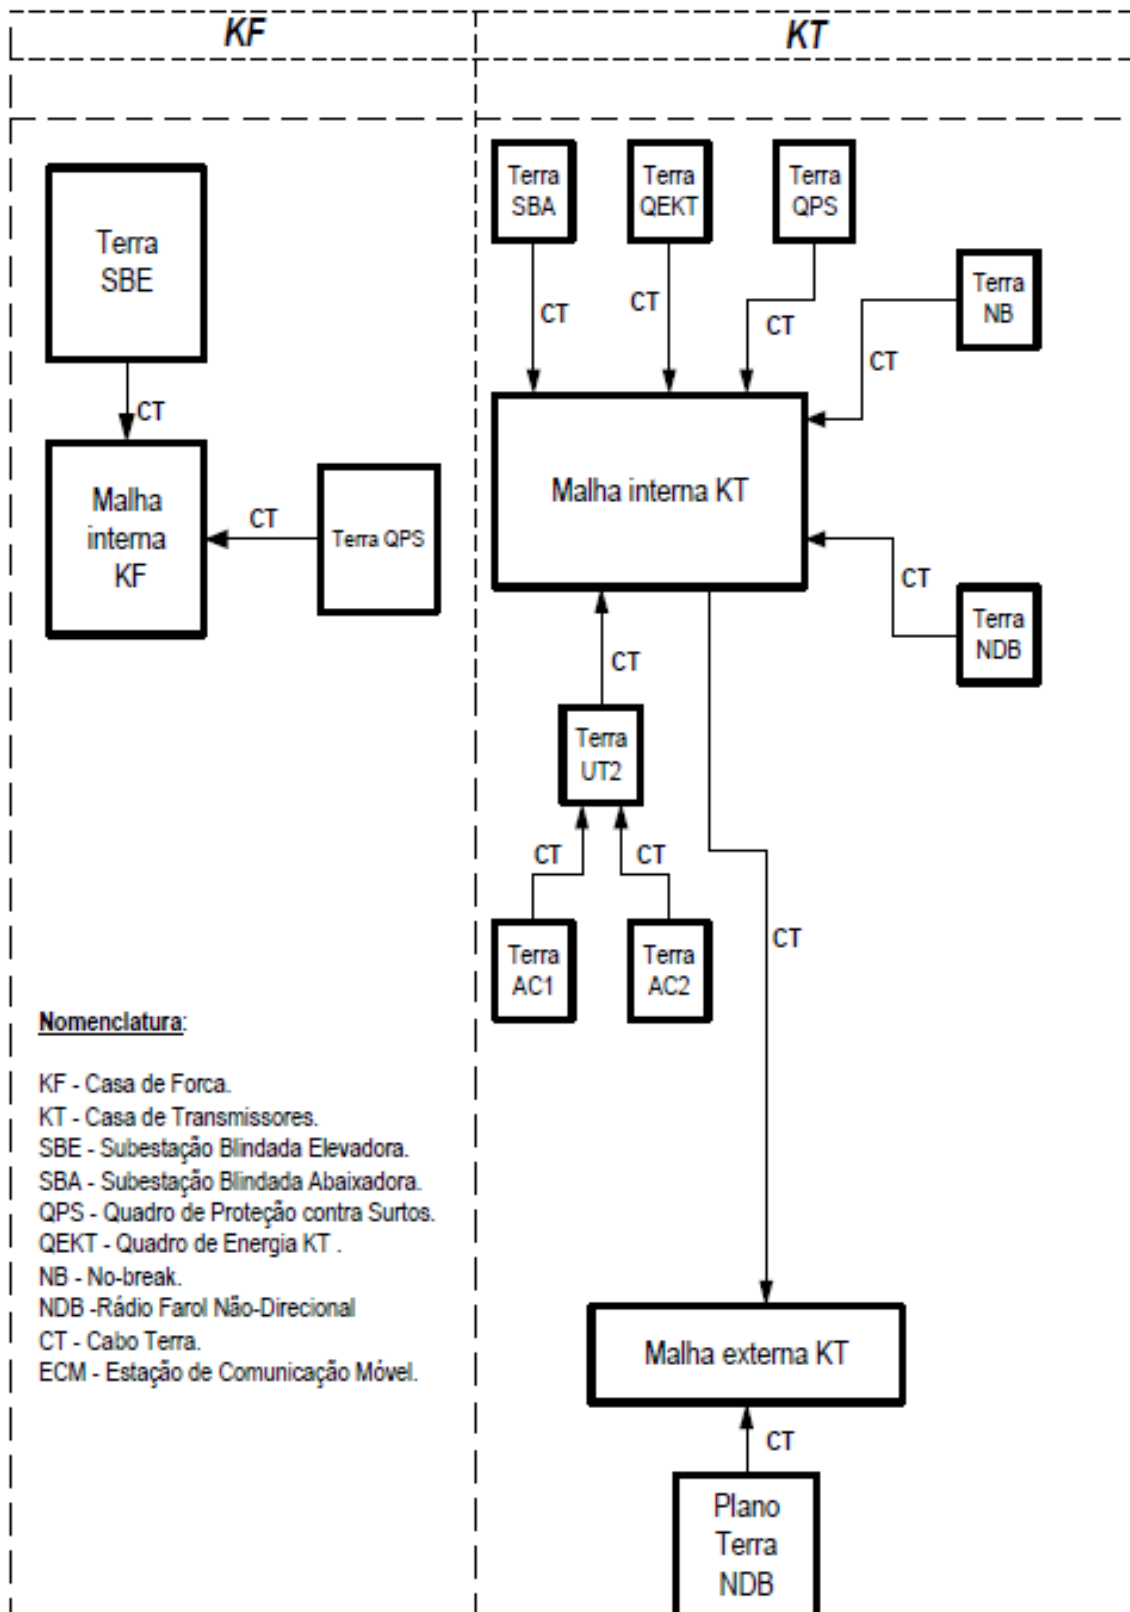 KF
KT
Terra
SBE
CT
Malha
interna
KF
CT
Terra QPS
Terra
SBA
Terra
QEKT
Terra
QPS
Terra
NB
CT
CT
CT
CT
Malha interna KT
CT
Terra
NDB
CT
Terra
UT2
CT
CT
Terra
AC1
Terra
AC2
CT
Malha externa KT
CT
Plano
Terra
NDB
Nomenclatura:
KF - Casa de Forca.
KT - Casa de Transmissores.
SBE - Subestação Blindada Elevadora.
SBA - Subestação Blindada Abaixadora.
QPS - Quadro de Proteção contra Surtos.
QEKT - Quadro de Energia KT .
NB - No-break.
NDB -Rádio Farol Não-Direcional
CT - Cabo Terra.
ECM - Estação de Comunicação Móvel.